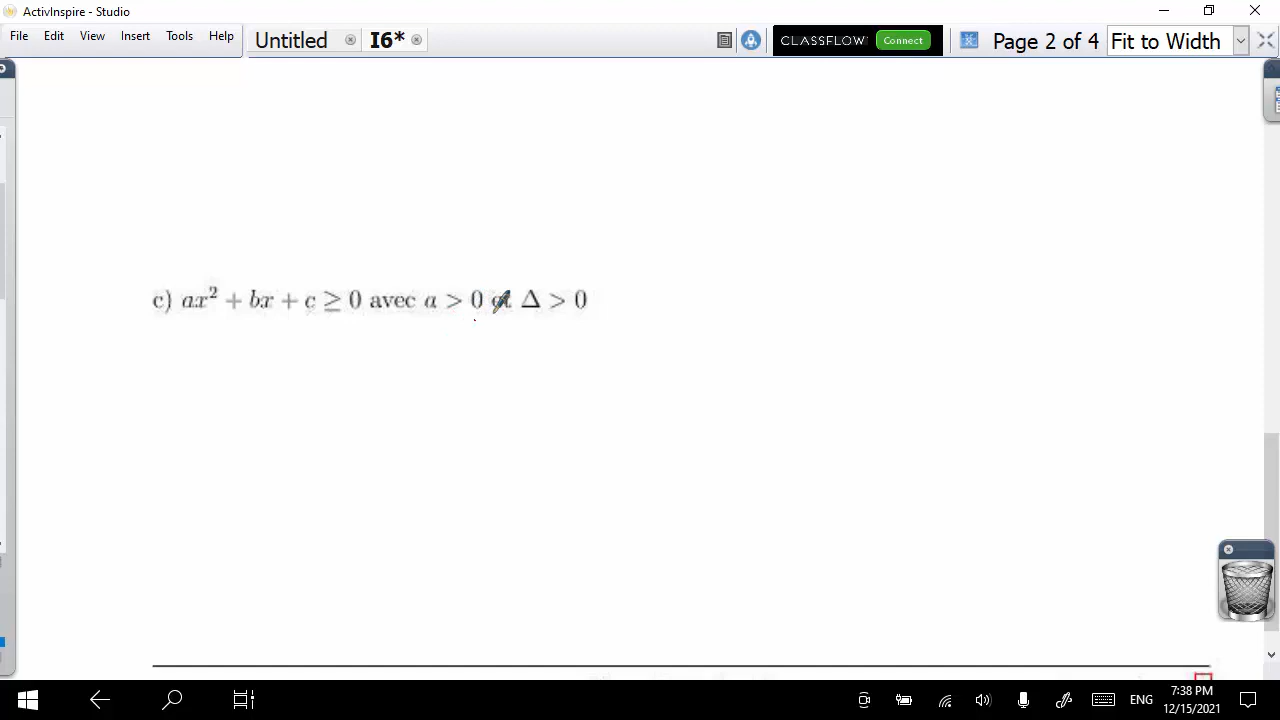 ActivInspire - Studio
File Edit View Insert Tools Help
Untitled I6*
CLASSFLOW Connect
Page 2 of 4 Fit to Width
c) ax² + bx + c ≥ 0 avec a > 0 et Δ > 0
ENG
7:38 PM
12/15/2021